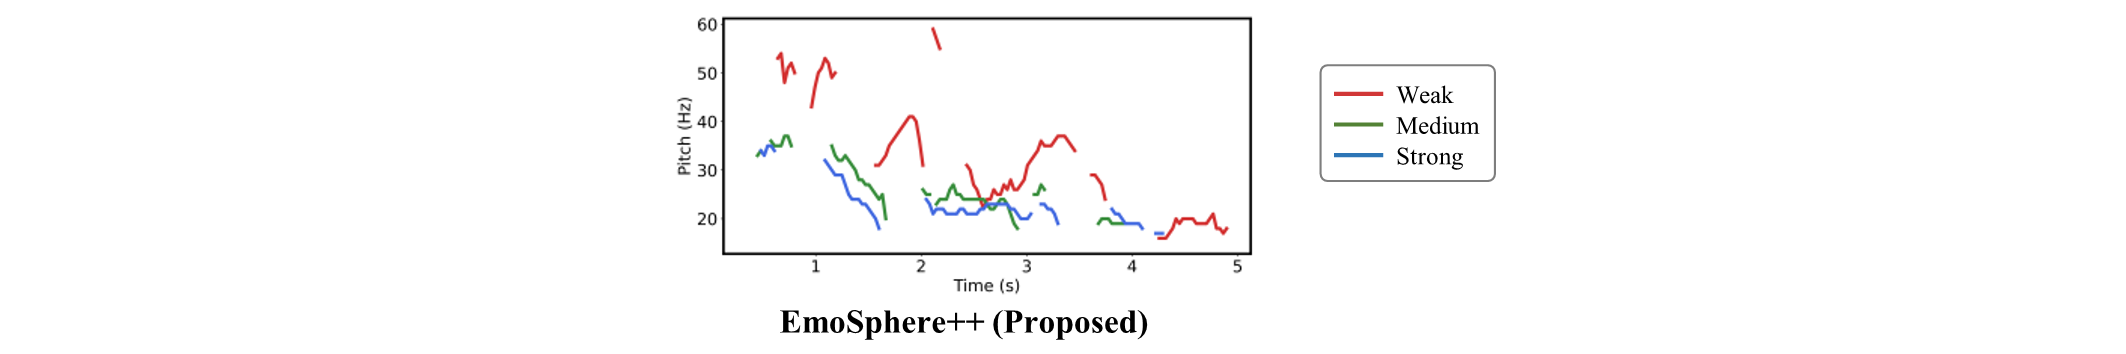 60
50
40
30
20
Pitch (Hz)
1 2 3 4 5
Time (s)
EmoSphere++ (Proposed)
Weak
Medium
Strong